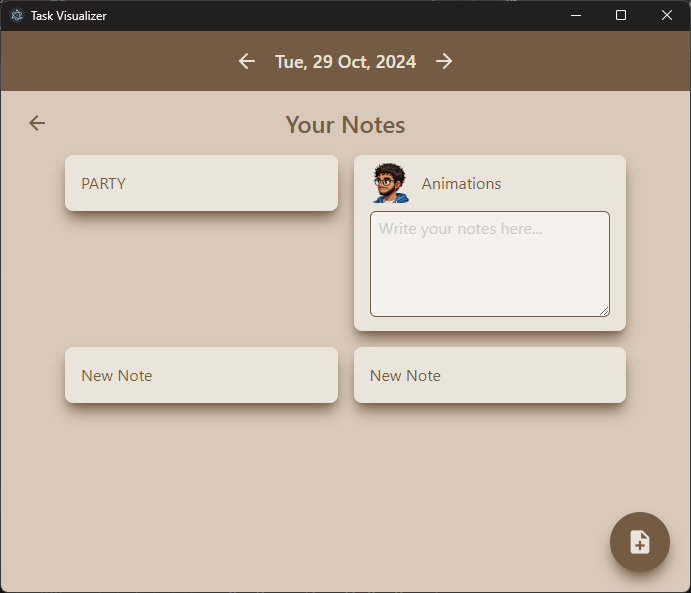 Task Visualizer
Tue, 29 Oct, 2024
Your Notes
PARTY
Animations
Write your notes here...
New Note
New Note